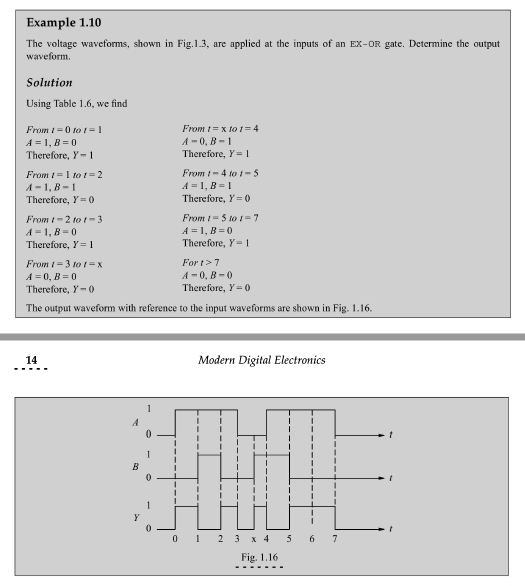 Example 1.10
The voltage waveforms, shown in Fig.1.3, are applied at the inputs of an EX-OR gate. Determine the output
waveform.
Solution
Using Table 1.6, we find
From t = 0 to t = 1
A = 1, B = 0
Therefore, Y = 1
From t = 1 to t = 2
A = 1, B = 1
Therefore, Y = 0
From t = 2 to t = 3
A = 1, B = 0
Therefore, Y = 1
From t = 3 to t = x
A = 0, B = 0
Therefore, Y = 0
From t = x to t = 4
A = 0, B = 1
Therefore, Y = 1
From t = 4 to t = 5
A = 1, B = 1
Therefore, Y = 0
From t = 5 to t = 7
A = 1, B = 0
Therefore, Y = 1
For t > 7
A = 0, B = 0
Therefore, Y = 0
The output waveform with reference to the input waveforms are shown in Fig. 1.16.
14 Modern Digital Electronics
1
A
0 t
1
B
0 t
1
Y
0 t
0 1 2 3 x 4 5 6 7
Fig. 1.16